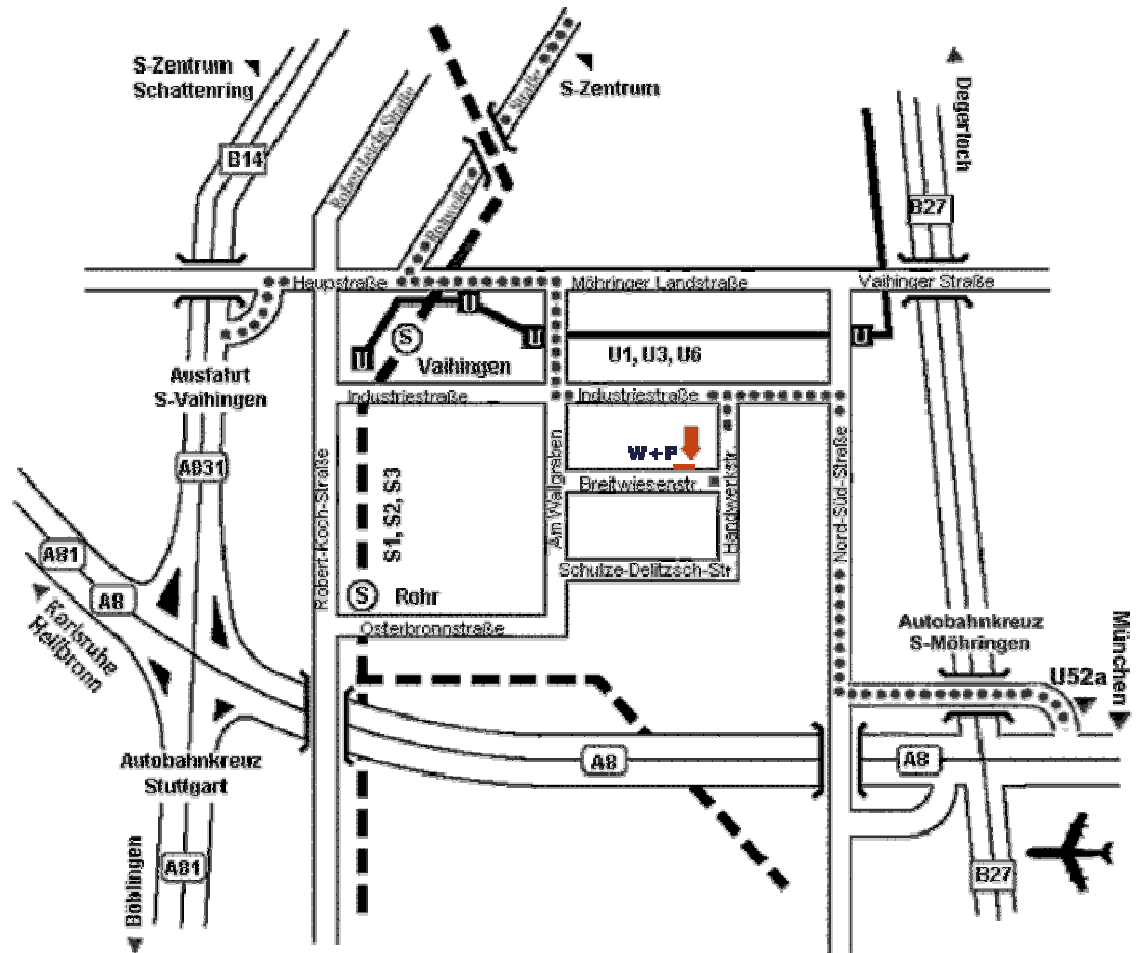 S-Zentrum
Schattenring
S-Zentrum
Degerloch
B14
B27
Straße
Haupstraße
Möhringer Landstraße
Vaihinger Straße
U
U
U
U
S
Vaihingen
U1, U3, U6
Ausfahrt
S-Vaihingen
Industriestraße
Industriestraße
W+P
Breitwiesenstr.
Am Wallgraben
Handwerkstr.
Nord-Süd-Straße
Robert-Koch-Straße
S1, S2, S3
A831
A81
A8
Karlsruhe
Heilbronn
S
Rohr
Schulze-Delitzsch-Str
Osterbronnstraße
Autobahnkreuz
S-Möhringen
U52a
München
Autobahnkreuz
Stuttgart
A8
A8
A81
Böblingen
B27